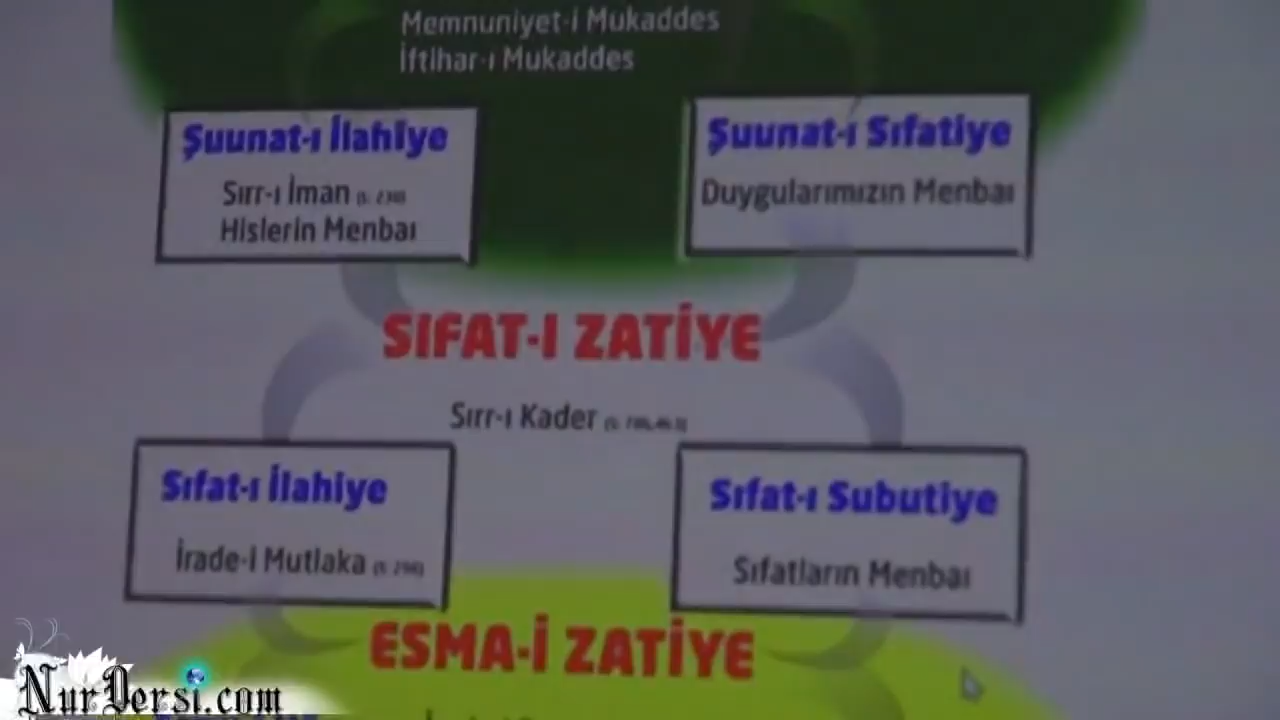 Memnuniyet-i Mukaddes
İftihar-ı Mukaddes
Şuunat-ı İlahiye
Sırr-ı İman
Hislerin Menbaı
Şuunat-ı Sıfatiye
Duygularımızın Menbaı
SIFAT-I ZATİYE
Sırr-ı Kader
Sıfat-ı İlahiye
İrade-i Mutlaka
Sıfat-ı Subutiye
Sıfatların Menbaı
ESMA-İ ZATİYE
NurDersi.com